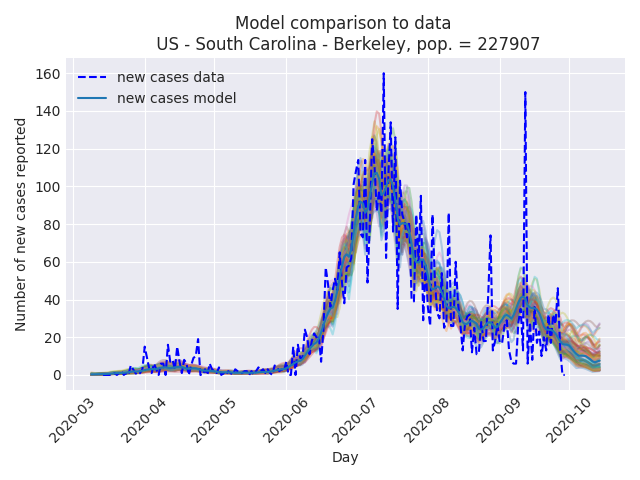 Model comparison to data
US - South Carolina - Berkeley, pop. = 227907
new cases data
new cases model
Number of new cases reported
160
140
120
100
80
60
40
20
0
2020-03
2020-04
2020-05
2020-06
2020-07
2020-08
2020-09
2020-10
Day